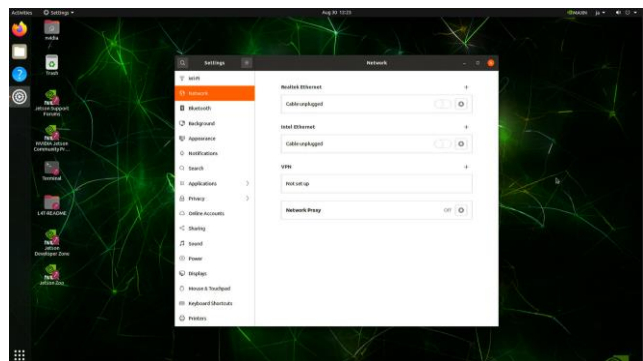 Activities
Settings
Aug 30 12:25
MAXN
ja
nvidia
Trash
Jetson Support
Forums
NVIDIA Jetson
Community Pr...
Terminal
L4T-README
Jetson
Developer Zone
Jetson Zoo
Settings
Network
Wi-Fi
Network
Bluetooth
Background
Appearance
Notifications
Search
Applications
Privacy
Online Accounts
Sharing
Sound
Power
Displays
Mouse & Touchpad
Keyboard Shortcuts
Printers
Realtek Ethernet
Cable unplugged
Intel Ethernet
Cable unplugged
VPN
Not set up
Network Proxy
Off